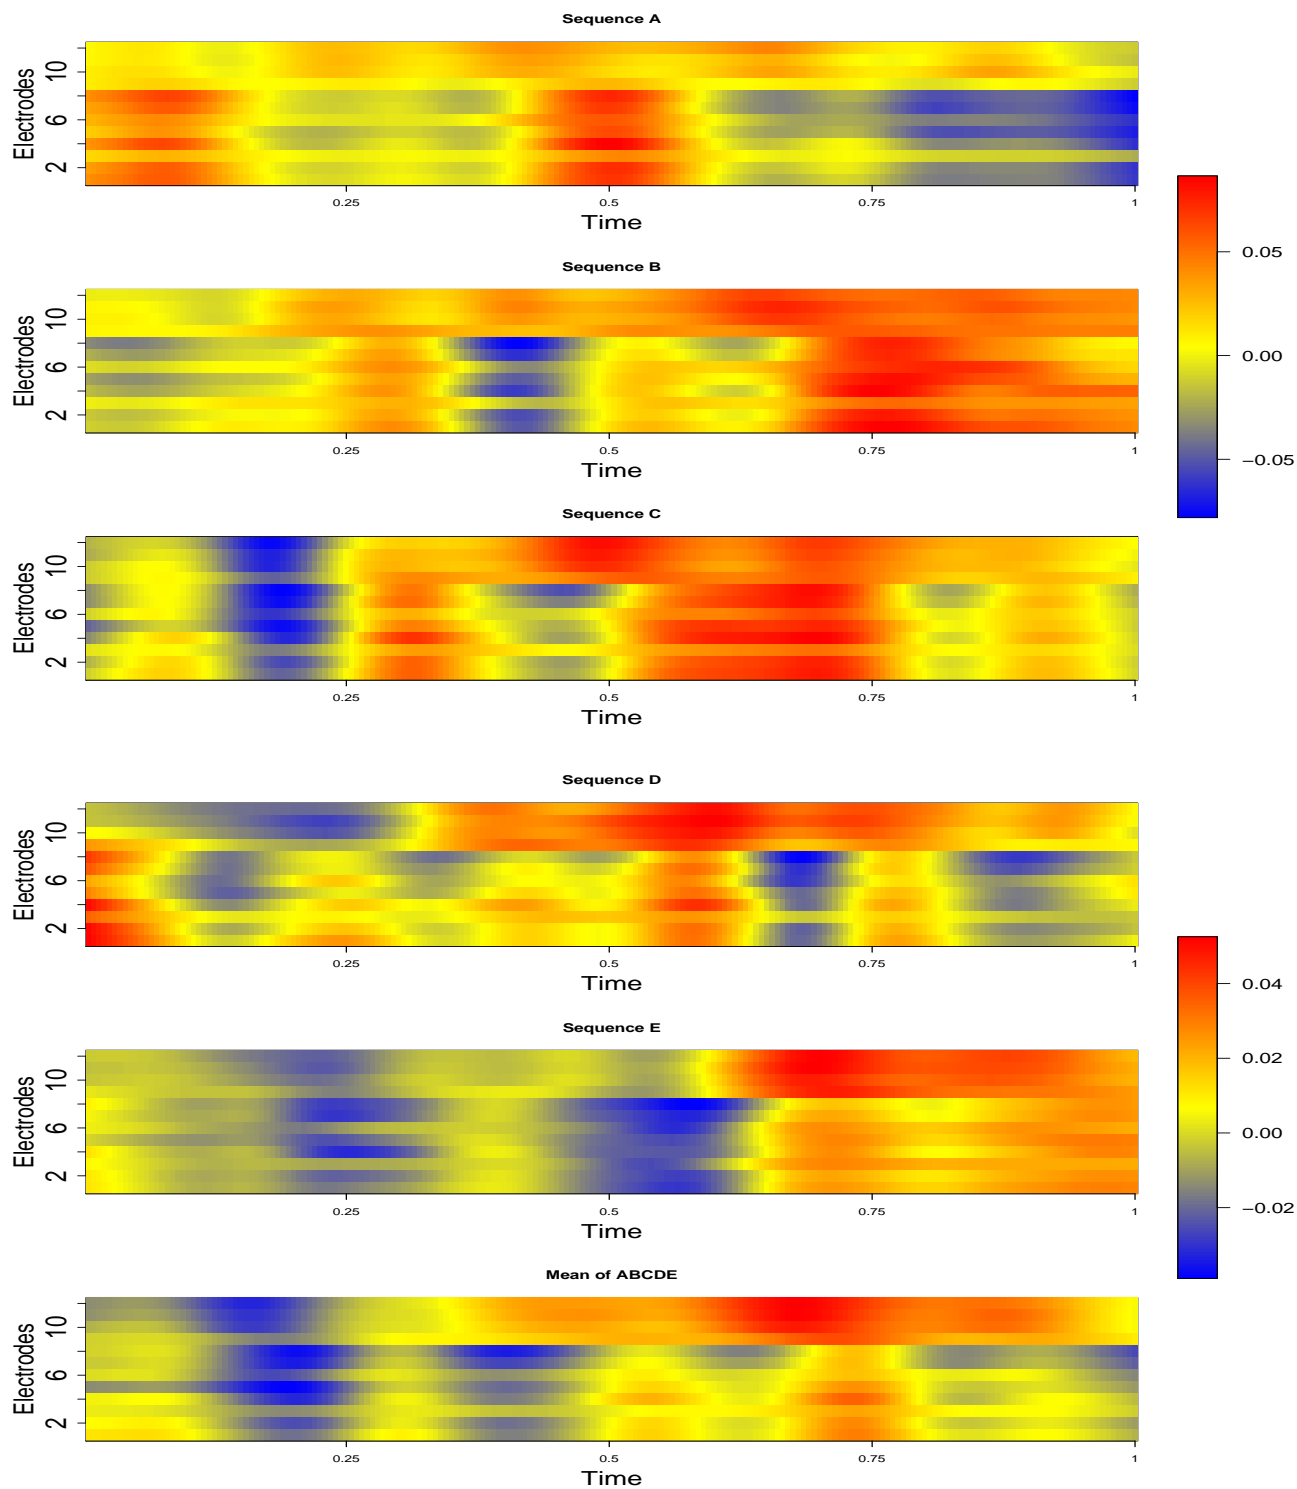 Sequence A
Electrodes
10
6
2
0.25 0.5 0.75 1
Time
Sequence B
Electrodes
10
6
2
0.25 0.5 0.75 1
Time
0.05
0.00
−0.05
Sequence C
Electrodes
10
6
2
0.25 0.5 0.75 1
Time
Sequence D
Electrodes
10
6
2
0.25 0.5 0.75 1
Time
Sequence E
Electrodes
10
6
2
0.25 0.5 0.75 1
Time
0.04
0.02
0.00
−0.02
Mean of ABCDE
Electrodes
10
6
2
0.25 0.5 0.75 1
Time